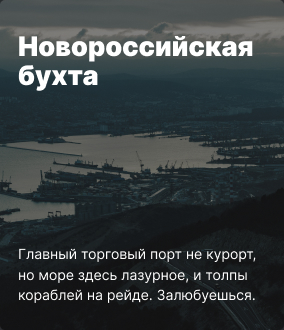 Новороссийская
бухта
Главный торговый порт не курорт,
но море здесь лазурное, и толпы
кораблей на рейде. Залюбуешься.